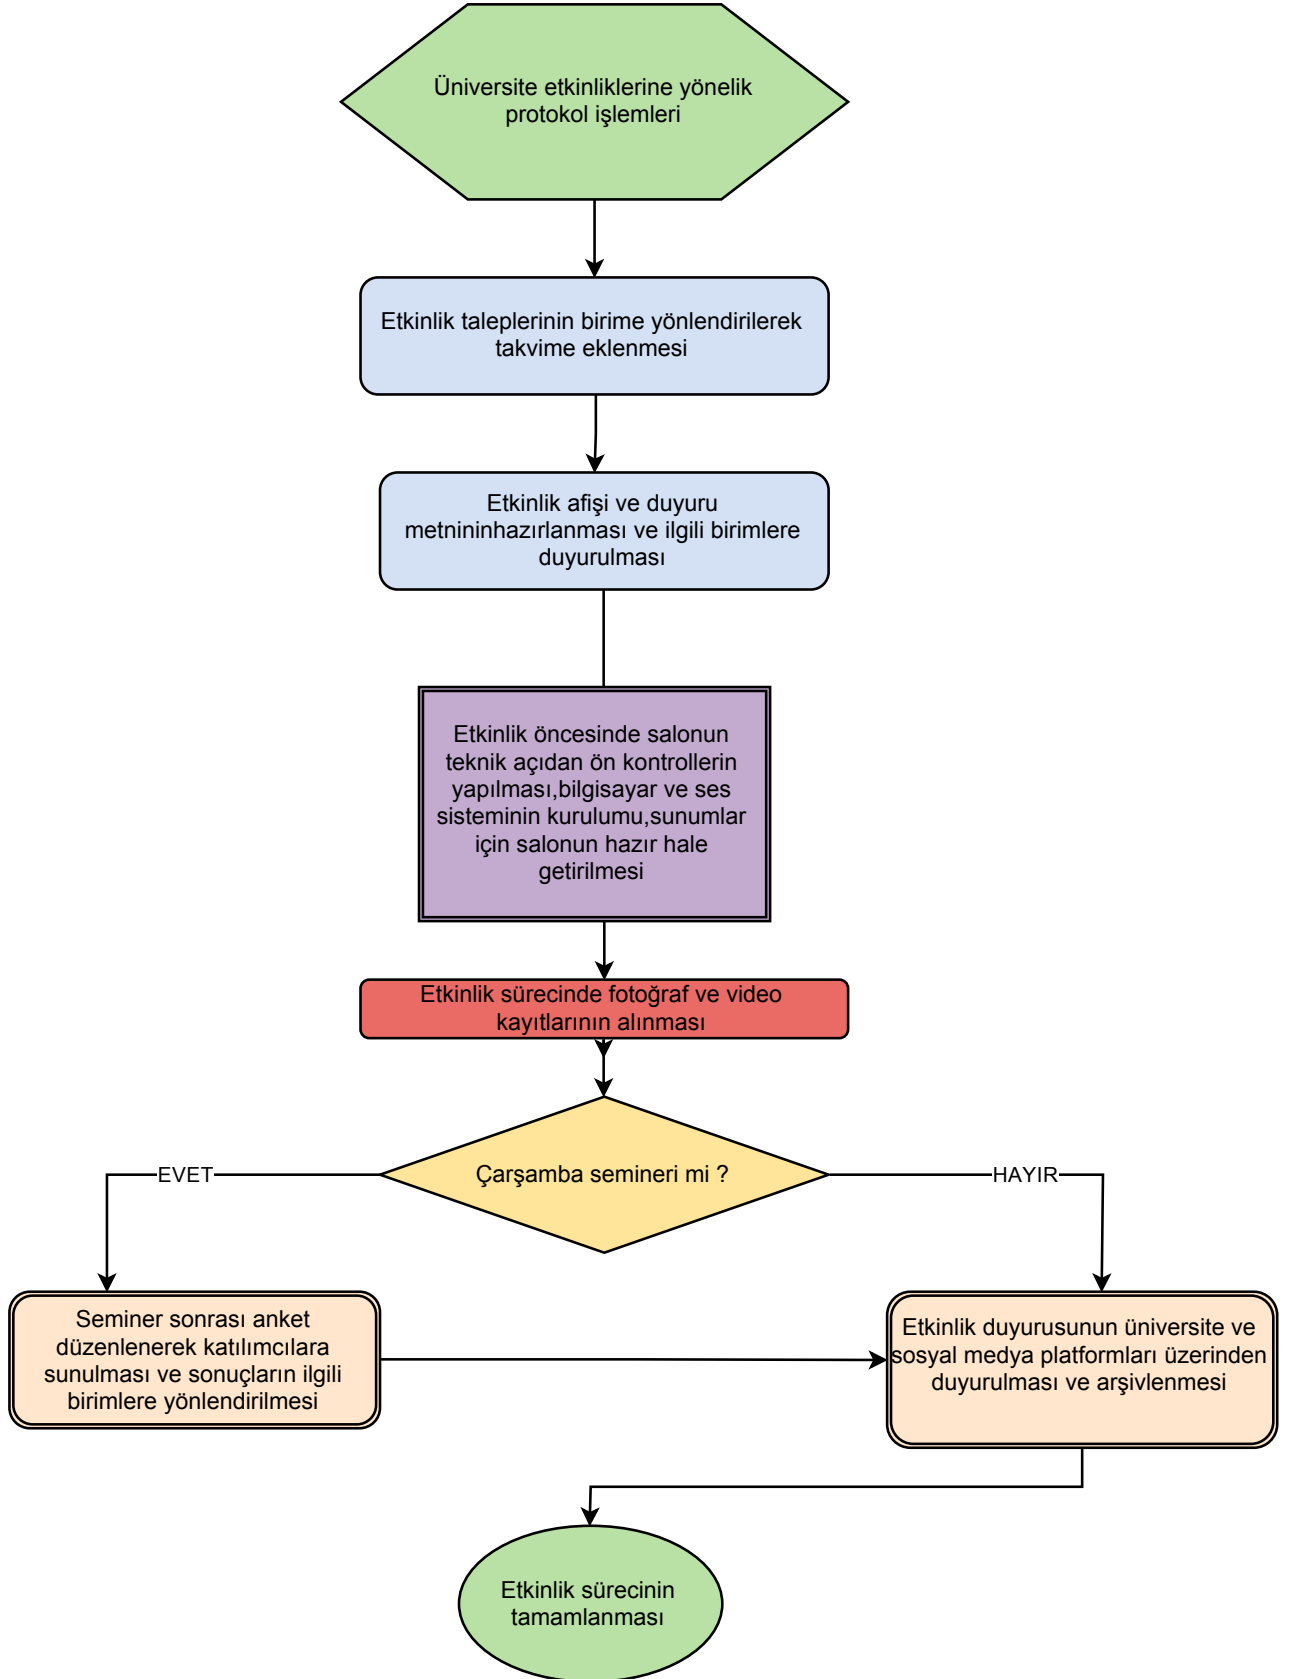 Üniversite etkinliklerine yönelik
protokol işlemleri
Etkinlik taleplerinin birime yönlendirilerek
takvime eklenmesi
Etkinlik afişi ve duyuru
metnininhazırlanması ve ilgili birimlere
duyurulması
Etkinlik öncesinde salonun
teknik açıdan ön kontrollerin
yapılması,bilgisayar ve ses
sisteminin kurulumu,sunumlar
için salonun hazır hale
getirilmesi
Etkinlik sürecinde fotoğraf ve video
kayıtlarının alınması
Çarşamba semineri mi ?
EVET
HAYIR
Seminer sonrası anket
düzenlenerek katılımcılara
sunulması ve sonuçların ilgili
birimlere yönlendirilmesi
Etkinlik duyurusunun üniversite ve
sosyal medya platformları üzerinden
duyurulması ve arşivlenmesi
Etkinlik sürecinin
tamamlanması